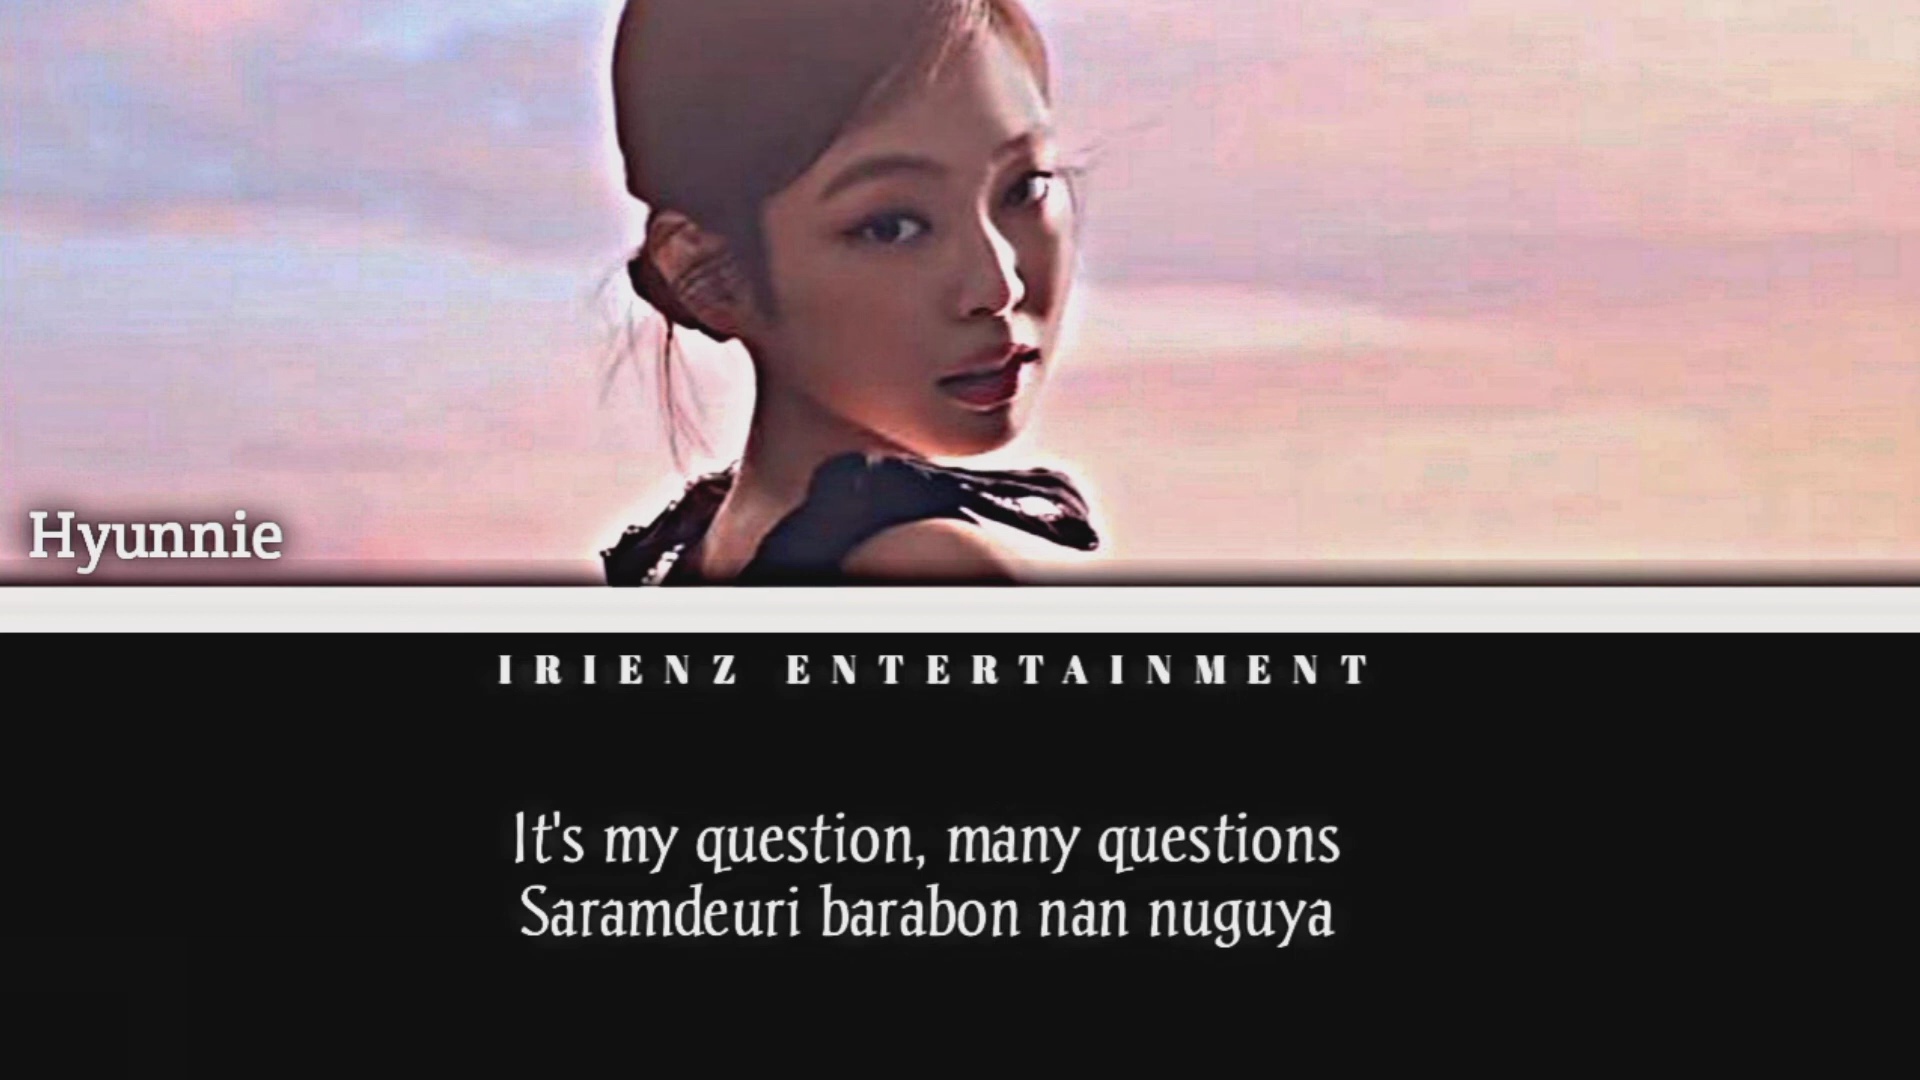 Hyunnie
IRIENZ ENTERTAINMENT
It's my question, many questions
Saramdeuri barabon nan nuguya